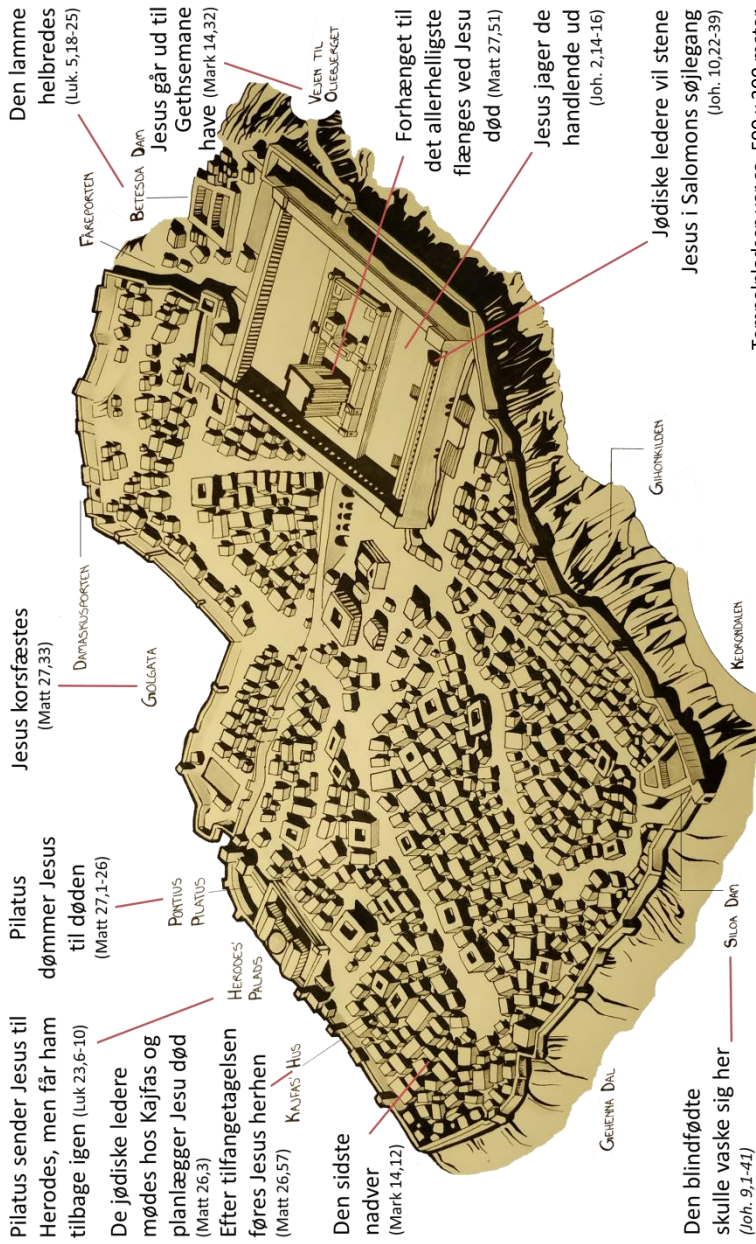 Pilatus sender Jesus til
Herodes, men får ham
tilbage igen (Luk 23,6-10)
De jødiske ledere
mødes hos Kajfas og
planlægger Jesu død
(Matt 26,3)
Efter tilfangetagelsen
føres Jesus herhen
(Matt 26,57)
Den sidste
nadver
(Mark 14,12)
Den blindfødte
skulle vaske sig her
(Joh. 9,1-41)
Pilatus
dømmer Jesus
til døden
(Matt 27,1-26)
PONTIUS
PILATUS
HERODES'
PALADS
KAJFAS' HUS
GEHENNA DAL
SILOA DAM
Jesus korsfæstes
(Matt 27,33)
GOLGATA
DAMASKUSPORTEN
KEDRONDALEN
GIHONKILDEN
FÅREPORTEN
BETESDA DAM
Den lamme
helbredes
(Luk. 5,18-25)
Jesus går ud til
Gethsemane
have (Mark 14,32)
VEJEN TIL
OLIEBJERGET
Forhænget til
det allerhelligste
flænges ved Jesu
død (Matt 27,51)
Jesus jager de
handlende ud
(Joh. 2,14-16)
Jødiske ledere vil stene
Jesus i Salomons søjlegang
(Joh. 10,22-39)
Tempelpladsen var ca. 500 x 300 meter